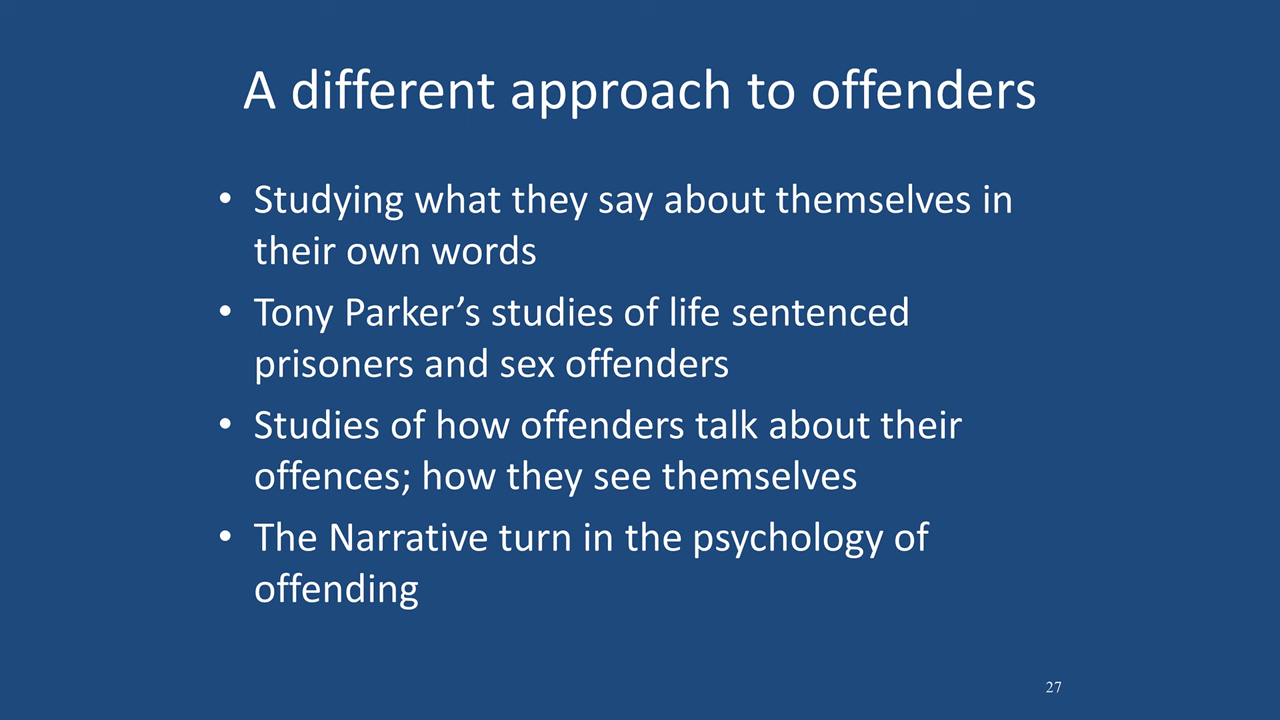 A different approach to offenders
• Studying what they say about themselves in
their own words
• Tony Parker’s studies of life sentenced
prisoners and sex offenders
• Studies of how offenders talk about their
offences; how they see themselves
• The Narrative turn in the psychology of
offending
27